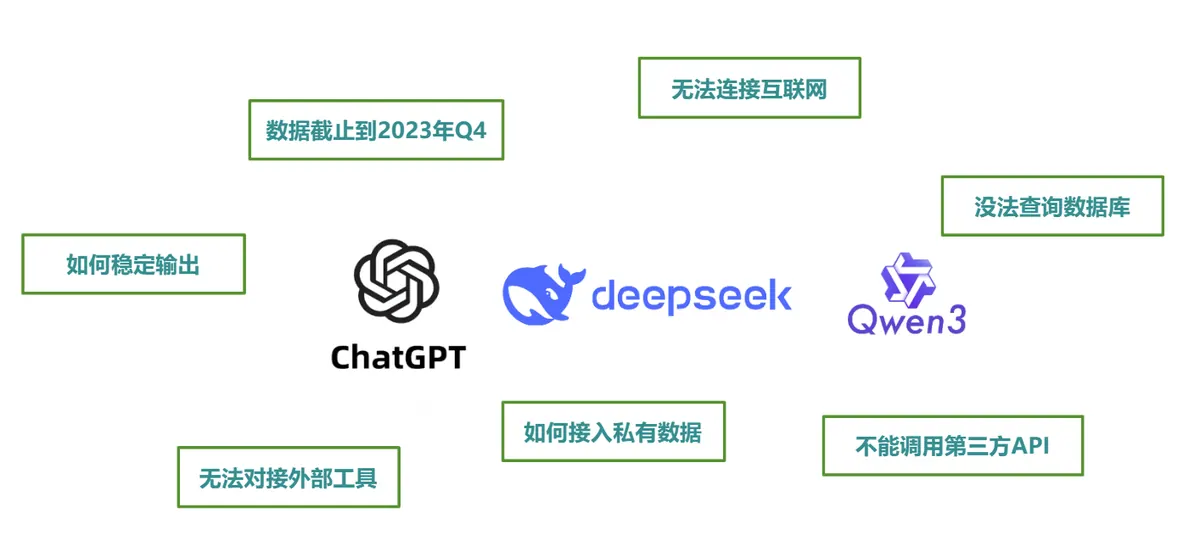 无法连接互联网
数据截止到2023年Q4
没法查询数据库
如何稳定输出
ChatGPT
deepseek
Qwen3
如何接入私有数据
不能调用第三方API
无法对接外部工具